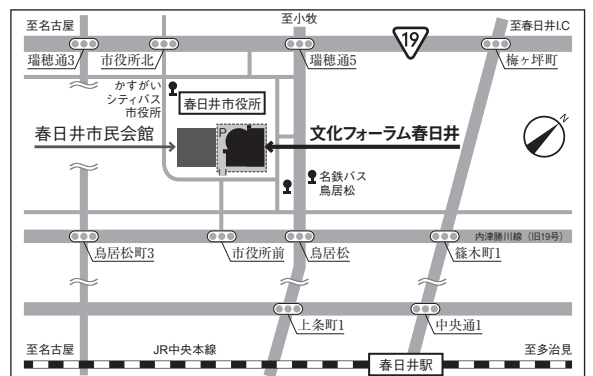 至名古屋
至小牧
19
至春日井I.C
瑞穂通3
市役所北
瑞穂通5
梅ヶ坪町
かすがい
シティバス
市役所
春日井市役所
N
春日井市民会館
P
文化フォーラム春日井
名鉄バス
鳥居松
内津勝川線（旧19号）
鳥居松町3
市役所前
鳥居松
篠木町1
上条町1
中央通1
至名古屋
JR中央本線
春日井駅
至多治見